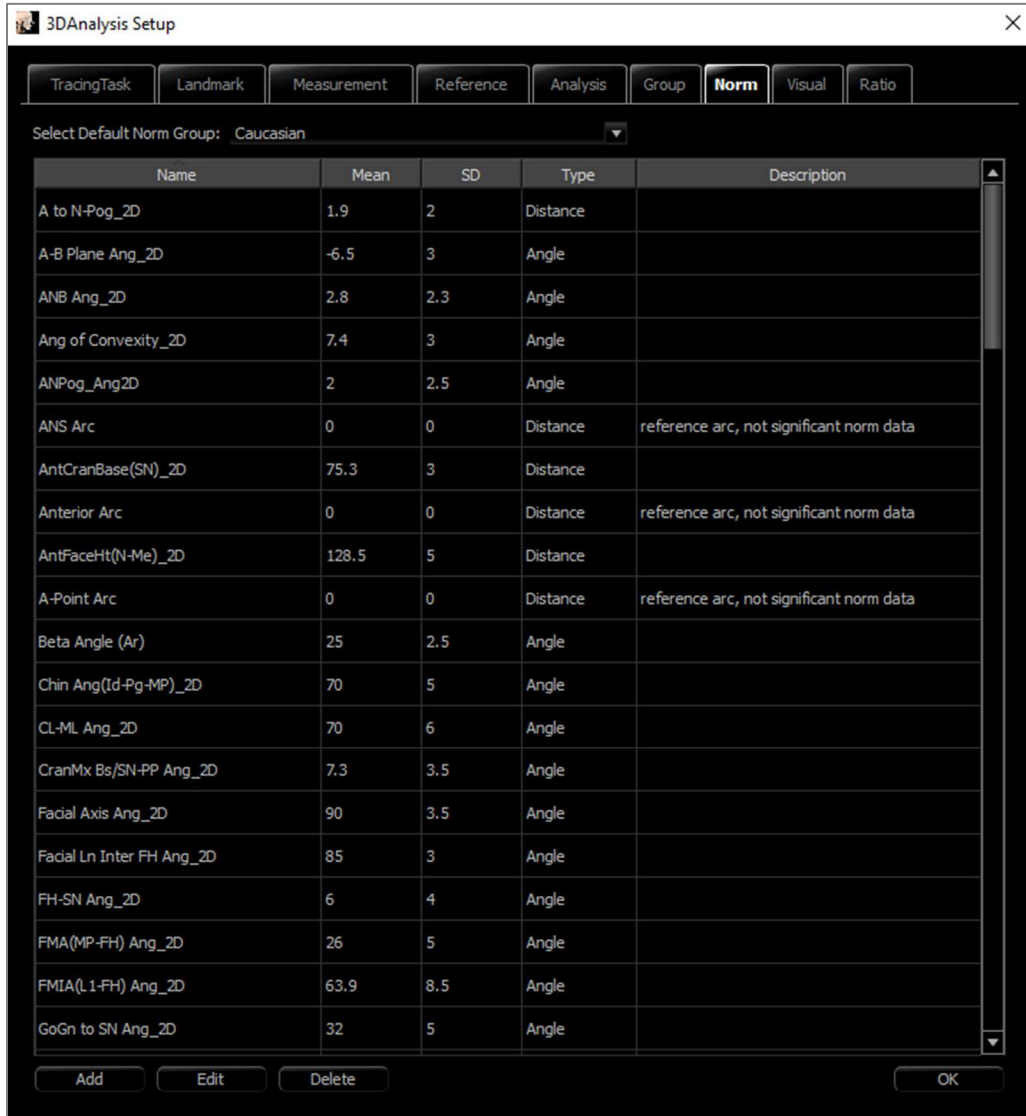 3DAnalysis Setup
TracingTask Landmark Measurement Reference Analysis Group Norm Visual Ratio
Select Default Norm Group: Caucasian
Name Mean SD Type Description
A to N-Pog_2D 1.9 2 Distance
A-B Plane Ang_2D -6.5 3 Angle
ANB Ang_2D 2.8 2.3 Angle
Ang of Convexity_2D 7.4 3 Angle
ANPog_Ang2D 2 2.5 Angle
ANS Arc 0 0 Distance reference arc, not significant norm data
AntCranBase(SN)_2D 75.3 3 Distance
Anterior Arc 0 0 Distance reference arc, not significant norm data
AntFaceHt(N-Me)_2D 128.5 5 Distance
A-Point Arc 0 0 Distance reference arc, not significant norm data
Beta Angle (Ar) 25 2.5 Angle
Chin Ang(Id-Pg-MP)_2D 70 5 Angle
CL-ML Ang_2D 70 6 Angle
CranMx Bs/SN-PP Ang_2D 7.3 3.5 Angle
Facial Axis Ang_2D 90 3.5 Angle
Facial Ln Inter FH Ang_2D 85 3 Angle
FH-SN Ang_2D 6 4 Angle
FMA(MP-FH) Ang_2D 26 5 Angle
FMIA(L1-FH) Ang_2D 63.9 8.5 Angle
GoGn to SN Ang_2D 32 5 Angle
Add Edit Delete OK